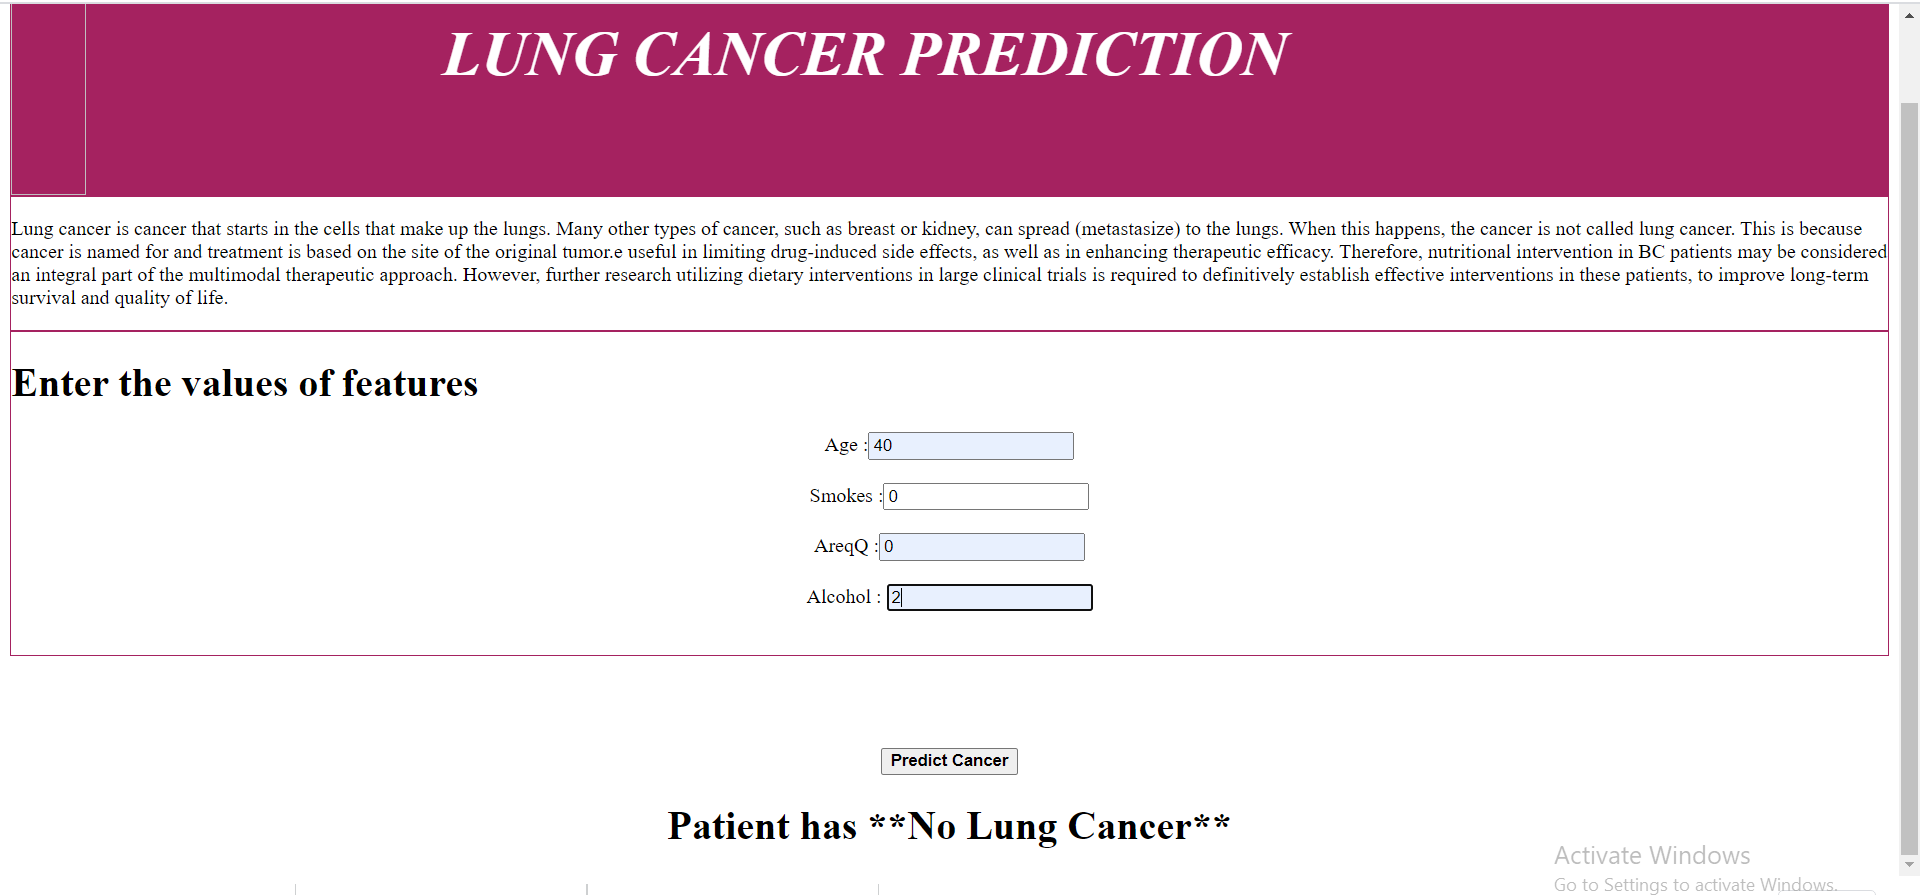 LUNG CANCER PREDICTION
Lung cancer is cancer that starts in the cells that make up the lungs. Many other types of cancer, such as breast or kidney, can spread (metastasize) to the lungs. When this happens, the cancer is not called lung cancer. This is because
cancer is named for and treatment is based on the site of the original tumor.e useful in limiting drug-induced side effects, as well as in enhancing therapeutic efficacy. Therefore, nutritional intervention in BC patients may be considered
an integral part of the multimodal therapeutic approach. However, further research utilizing dietary interventions in large clinical trials is required to definitively establish effective interventions in these patients, to improve long-term
survival and quality of life.
Enter the values of features
Age : 40
Smokes : 0
AreqQ : 0
Alcohol : 2
Predict Cancer
Patient has **No Lung Cancer**
Activate Windows
Go to Settings to activate Windows.